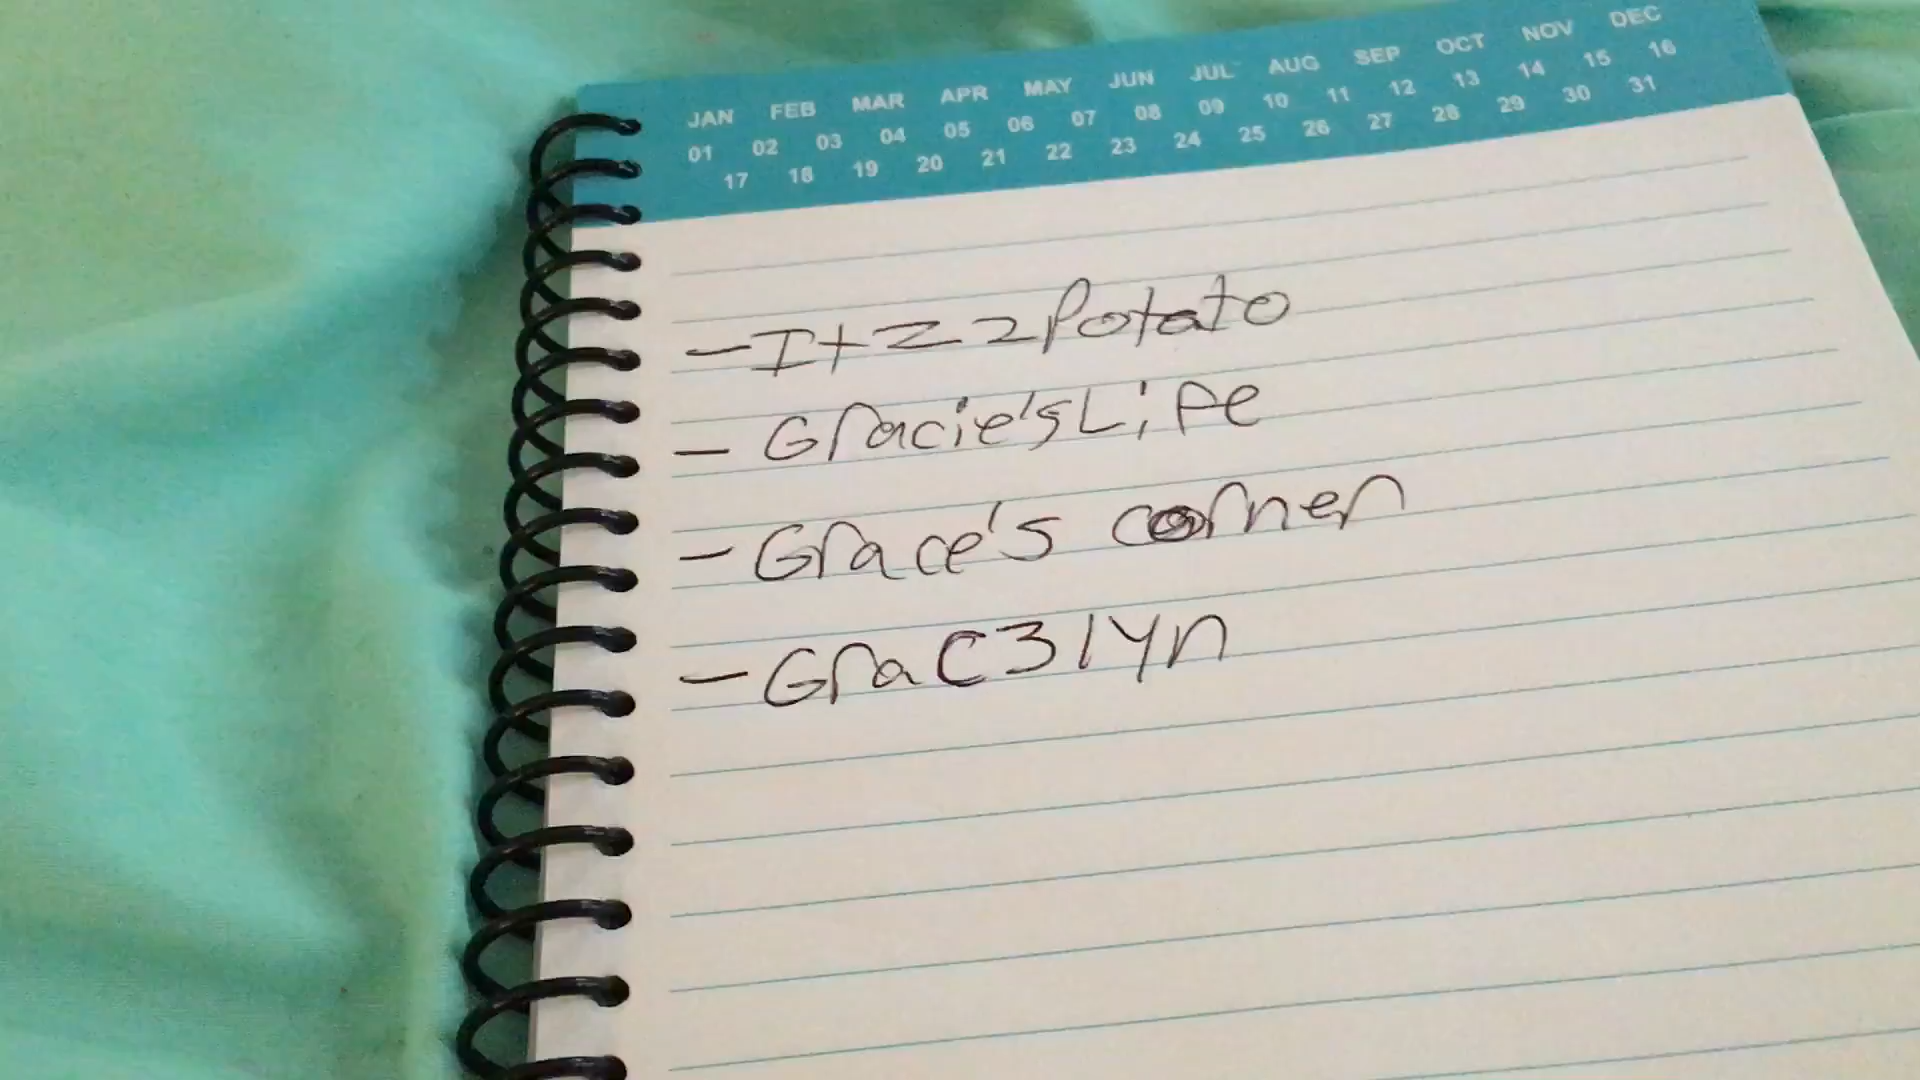 JAN FEB MAR APR MAY JUN JUL AUG SEP OCT NOV DEC
01 02 03 04 05 06 07 08 09 10 11 12 13 14 15 16
17 18 19 20 21 22 23 24 25 26 27 28 29 30 31
- ItzzPotato
- Gracie'sLife
- Grace's corner
- GraC3lyn